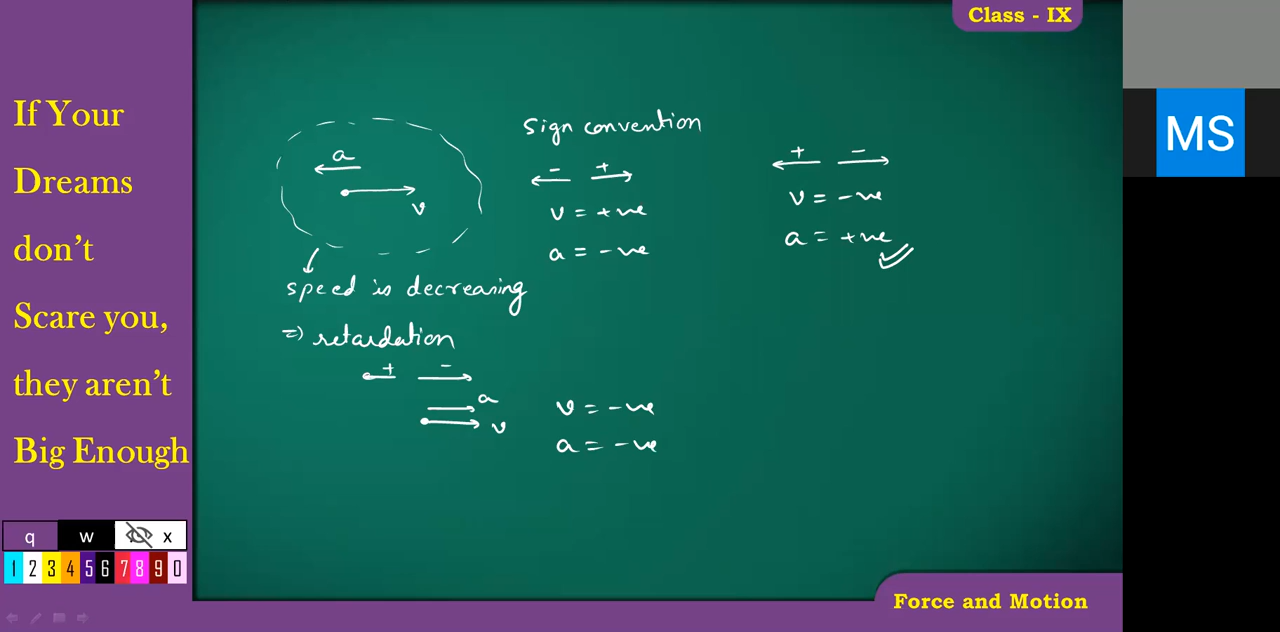 Class - IX
If Your
Dreams
don't
Scare you,
they aren't
Big Enough
a
v
speed is decreasing
=) retardation
sign convention
- +
v = +ve
a = -ve
+ -
v = -ve
a = +ve
+ -
a
v
v = -ve
a = -ve
MS
q w x
1 2 3 4 5 6 7 8 9 0
Force and Motion